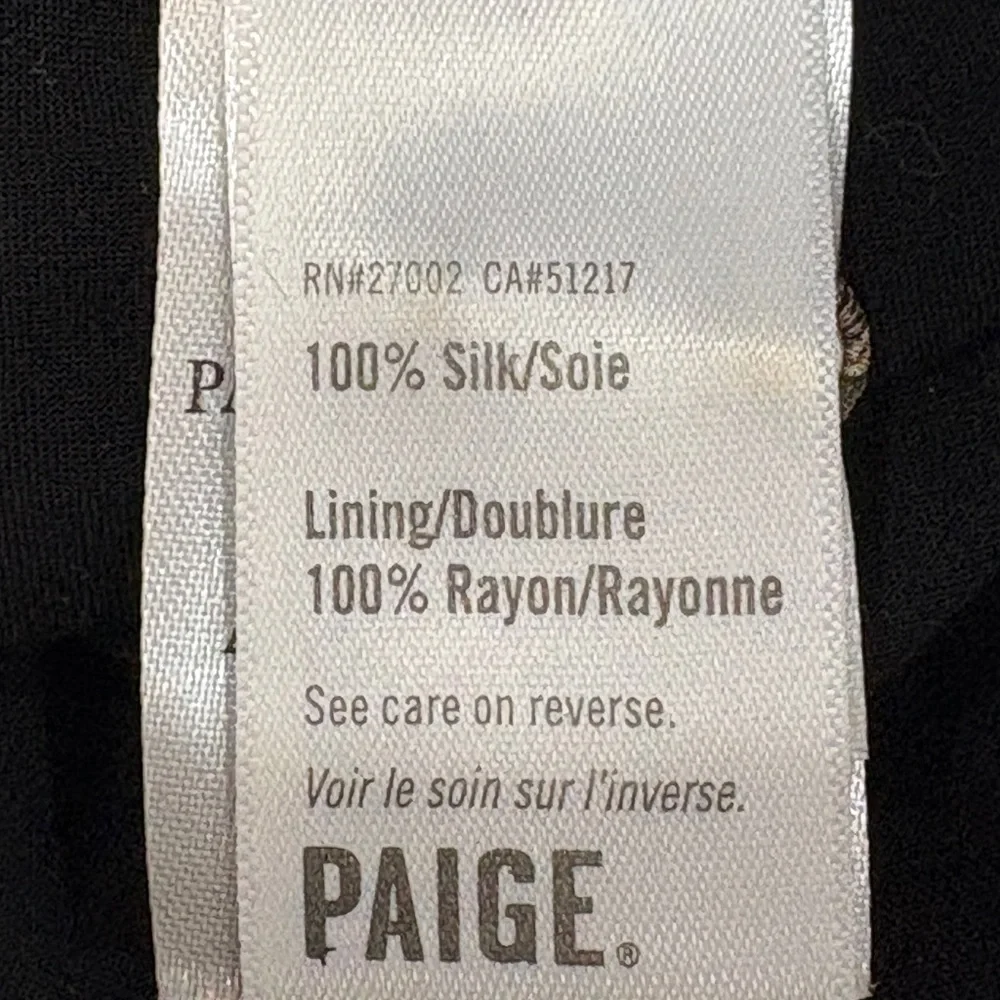 RN#27002 CA#51217
100% Silk/Soie
Lining/Doublure
100% Rayon/Rayonne
See care on reverse.
Voir le soin sur l'inverse.
PAIGE®